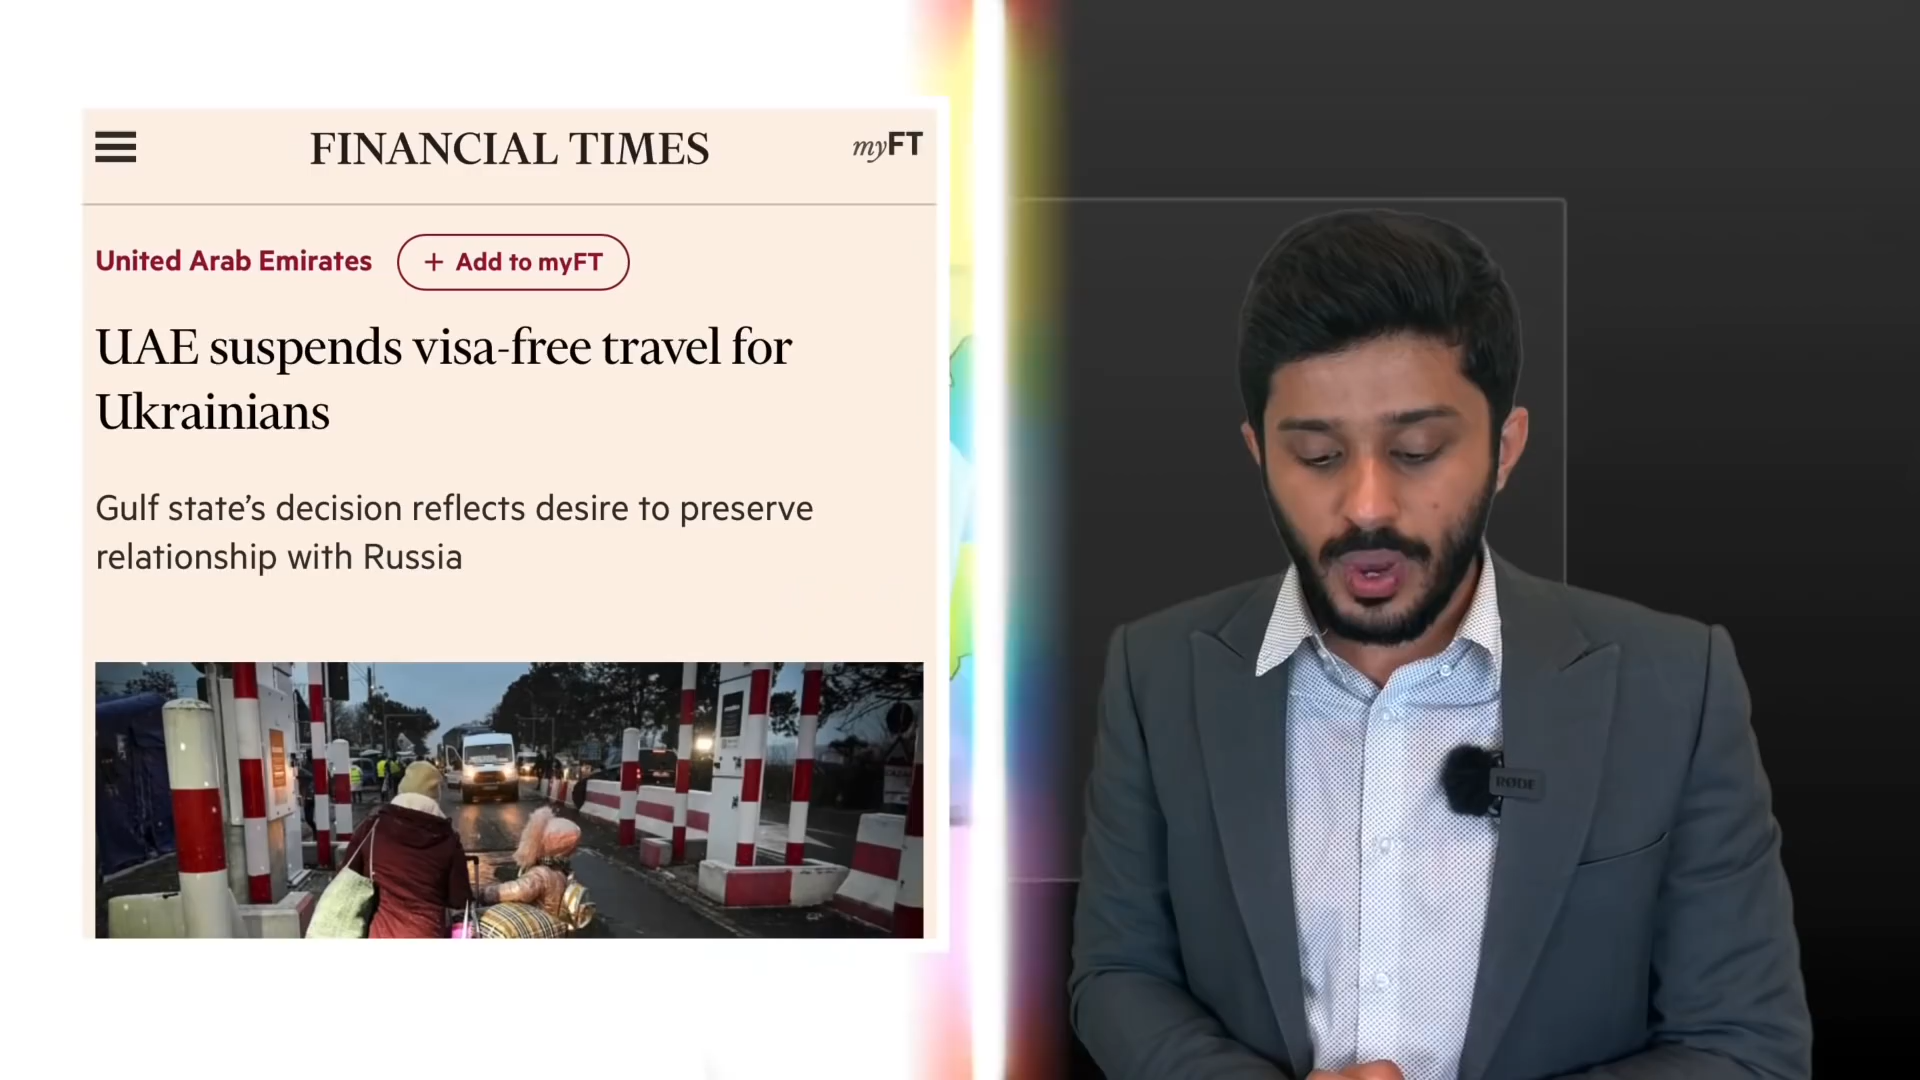 FINANCIAL TIMES
myFT
United Arab Emirates
+ Add to myFT
UAE suspends visa-free travel for
Ukrainians
Gulf state’s decision reflects desire to preserve
relationship with Russia
RØDE